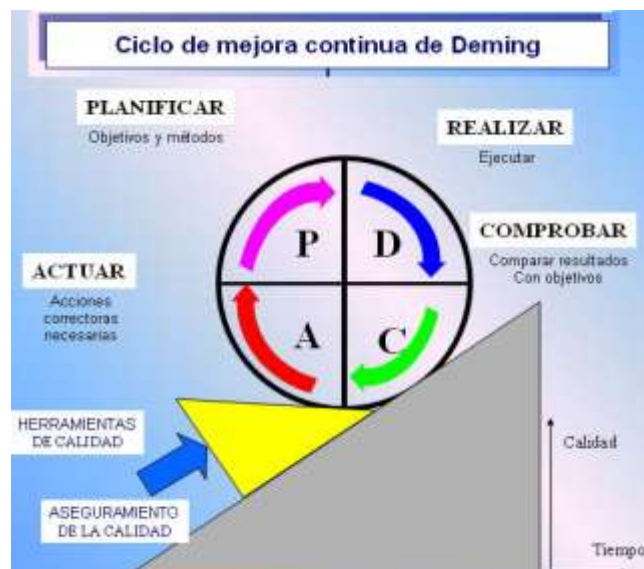 Ciclo de mejora continua de Deming
PLANIFICAR
Objetivos y métodos
REALIZAR
Ejecutar
P
D
COMPROBAR
Comparar resultados
Con objetivos
ACTUAR
Acciones
correctoras
necesarias
A
C
HERRAMIENTAS
DE CALIDAD
Calidad
ASEGURAMIENTO
DE LA CALIDAD
Tiempo